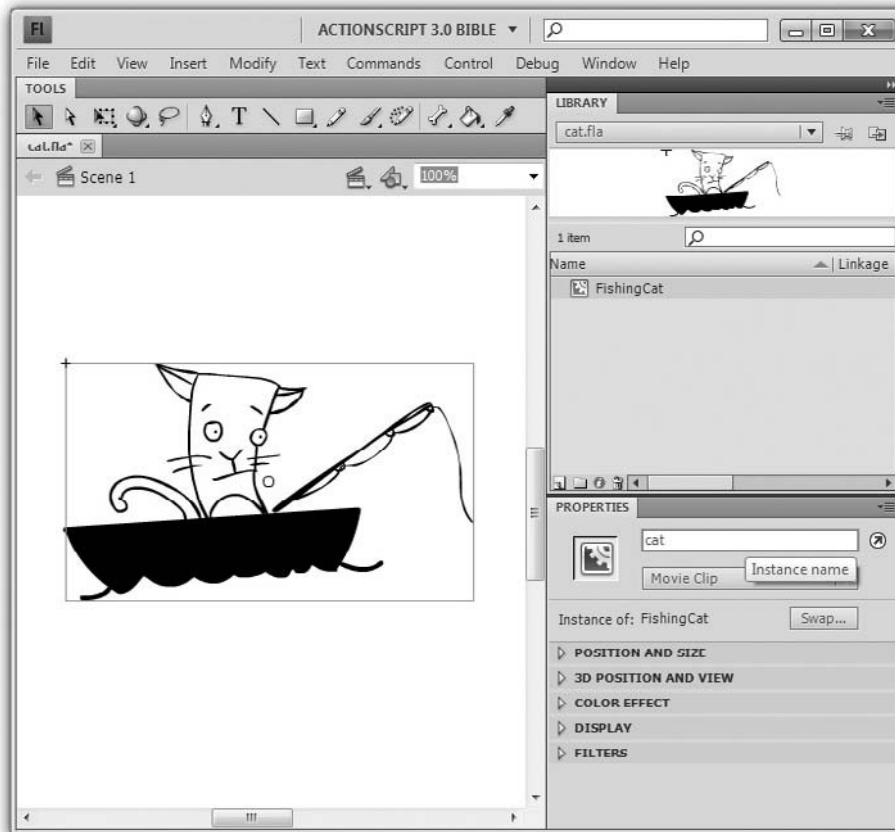 Fl
ACTIONSCRIPT 3.0 BIBLE
File Edit View Insert Modify Text Commands Control Debug Window Help
TOOLS
T
cat.fla*
Scene 1
100%
LIBRARY
cat.fla
1 item
Name Linkage
FishingCat
PROPERTIES
cat
Instance name
Movie Clip
Instance of: FishingCat Swap...
POSITION AND SIZE
3D POSITION AND VIEW
COLOR EFFECT
DISPLAY
FILTERS